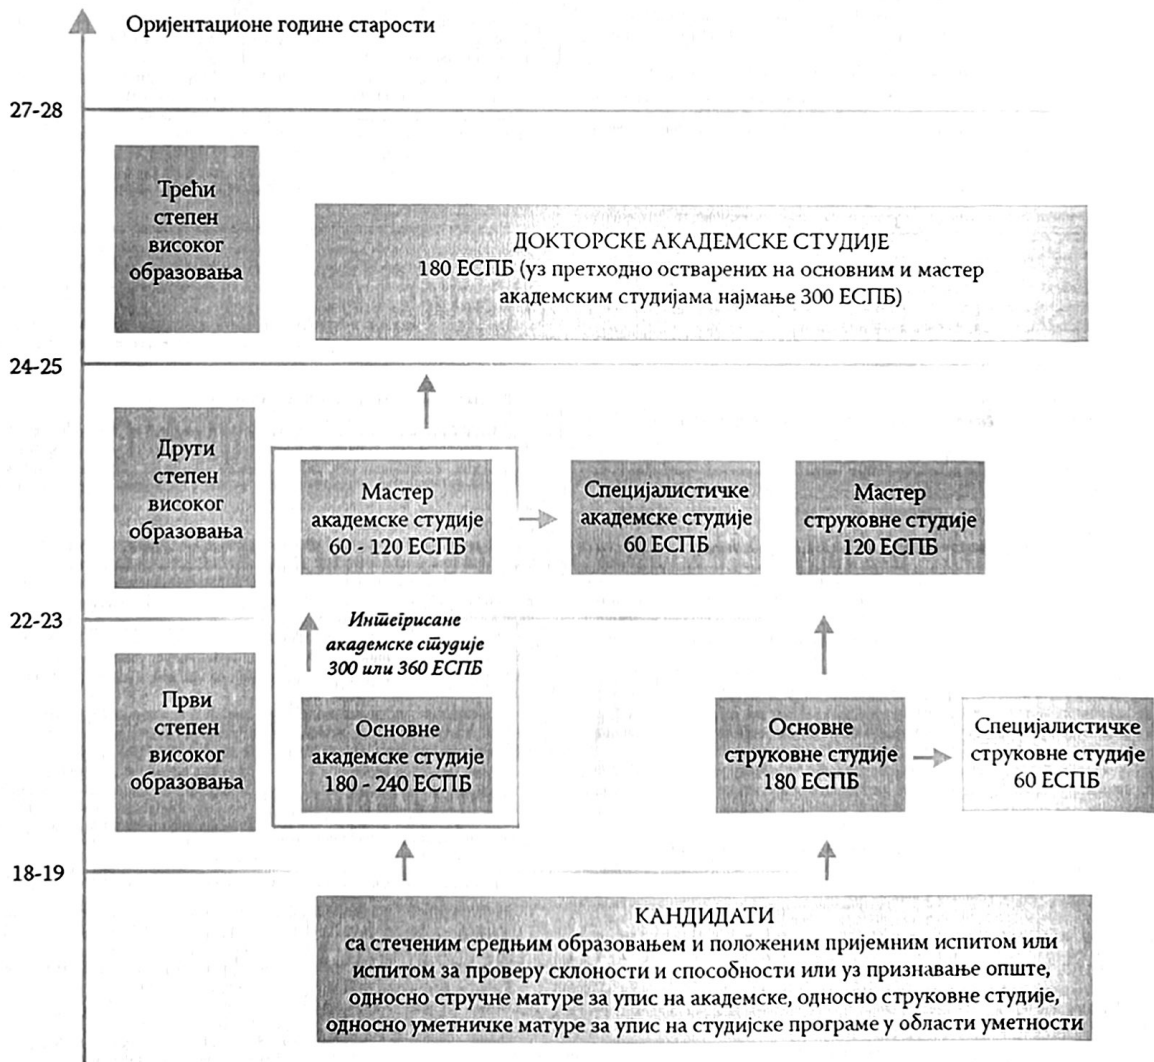 Оријентационе године старости
27-28
Трећи
степен
високог
образовања
ДОКТОРСКЕ АКАДЕМСКЕ СТУДИЈЕ
180 ЕСПБ (уз претходно остварених на основним и мастер
академским студијама најмање 300 ЕСПБ)
24-25
Други
степен
високог
образовања
Мастер
академске студије
60 - 120 ЕСПБ
Специјалистичке
академске студије
60 ЕСПБ
Мастер
струковне студије
120 ЕСПБ
22-23
Интегрисане
академске студије
300 или 360 ЕСПБ
Први
степен
високог
образовања
Основне
академске студије
180 - 240 ЕСПБ
Основне
струковне студије
180 ЕСПБ
Специјалистичке
струковне студије
60 ЕСПБ
18-19
КАНДИДАТИ
са стеченим средњим образовањем и положеним пријемним испитом или
испитом за проверу склоности и способности или уз признавање опште,
односно стручне матуре за упис на академске, односно струковне студије,
односно уметничке матуре за упис на студијске програме у области уметности